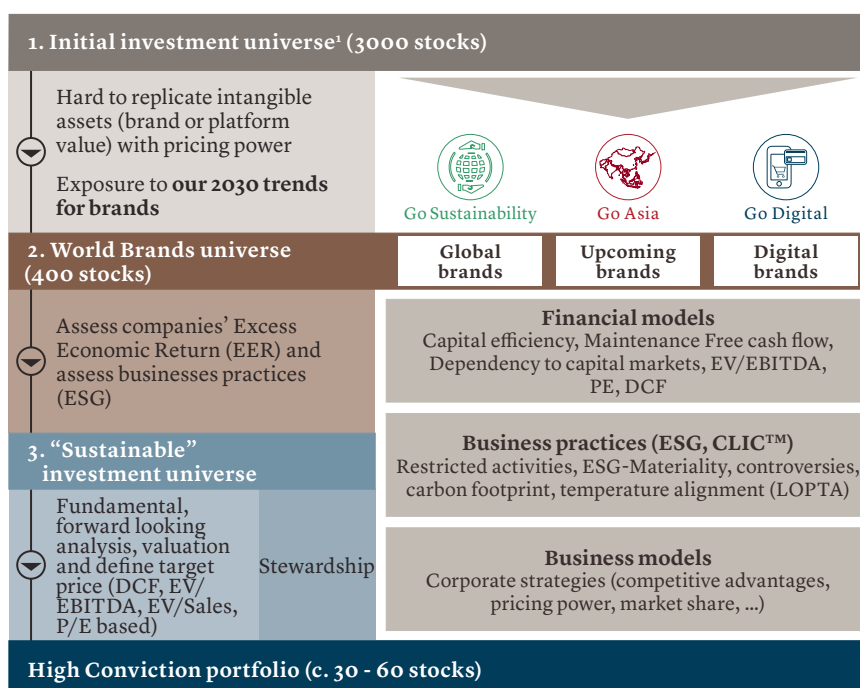 1. Initial investment universe¹ (3000 stocks)
Hard to replicate intangible
assets (brand or platform
value) with pricing power
Exposure to our 2030 trends
for brands
Go Sustainability
Go Asia
Go Digital
2. World Brands universe
(400 stocks)
Global
brands
Upcoming
brands
Digital
brands
Assess companies’ Excess
Economic Return (EER) and
assess businesses practices
(ESG)
Financial models
Capital efficiency, Maintenance Free cash flow,
Dependency to capital markets, EV/EBITDA,
PE, DCF
3. “Sustainable”
investment universe
Business practices (ESG, CLIC™)
Restricted activities, ESG-Materiality, controversies,
carbon footprint, temperature alignment (LOPTA)
Fundamental,
forward looking
analysis, valuation
and define target
price (DCF, EV/
EBITDA, EV/Sales,
P/E based)
Stewardship
Business models
Corporate strategies (competitive advantages,
pricing power, market share, ...)
High Conviction portfolio (c. 30 - 60 stocks)